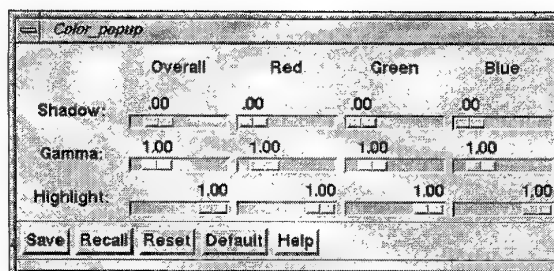 Color_popup
Overall Red Green Blue
Shadow: .00 .00 .00 .00
Gamma: 1.00 1.00 1.00 1.00
Highlight: 1.00 1.00 1.00 1.00
Save Recall Reset Default Help